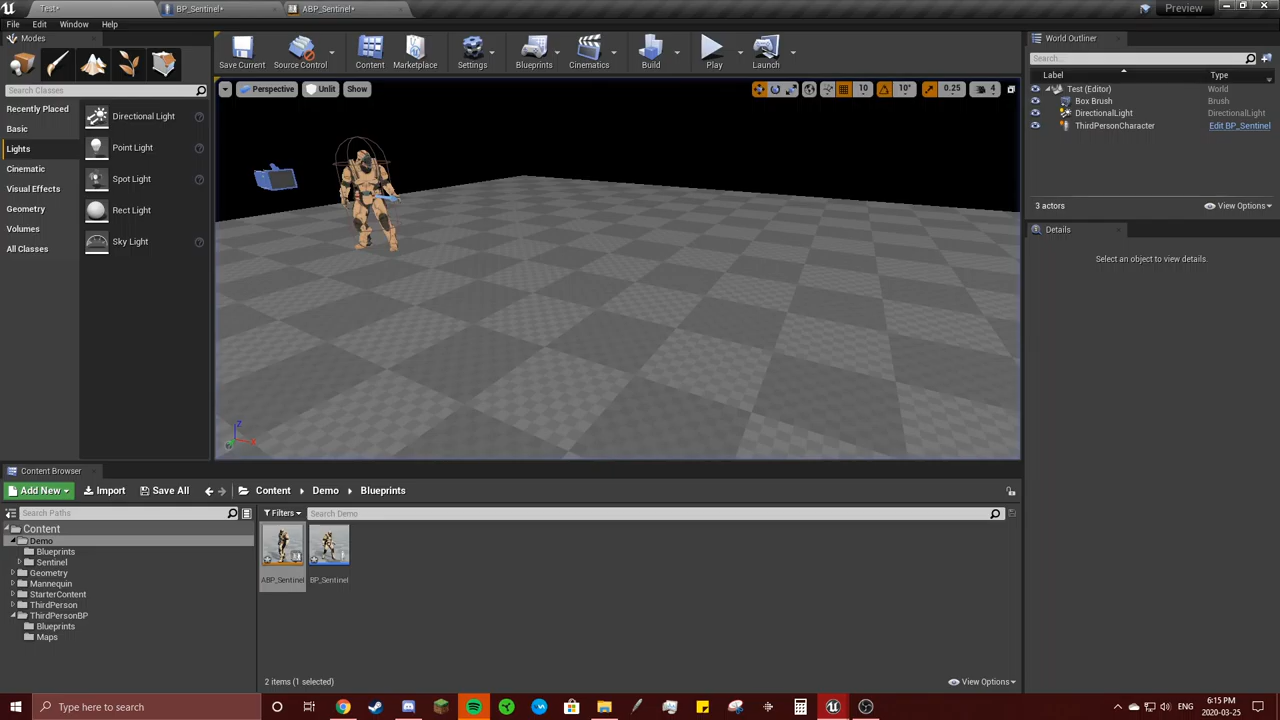 Test*
BP_Sentinel*
ABP_Sentinel*
Preview
File Edit Window Help
Modes
Search Classes
Recently Placed
Basic
Lights
Cinematic
Visual Effects
Geometry
Volumes
All Classes
Directional Light
Point Light
Spot Light
Rect Light
Sky Light
Save Current
Source Control
Content
Marketplace
Settings
Blueprints
Cinematics
Build
Play
Launch
Perspective
Unlit
Show
10
10°
0.25
4
Z
World Outliner
Search...
Label Type
Test (Editor) World
Box Brush Brush
DirectionalLight DirectionalLight
ThirdPersonCharacter Edit BP_Sentinel
3 actors
View Options
Details
Select an object to view details.
Content Browser
Add New
Import
Save All
Content
Demo
Blueprints
Search Paths
Filters
Search Demo
Content
Demo
Blueprints
Sentinel
Geometry
Mannequin
StarterContent
ThirdPerson
ThirdPersonBP
Blueprints
Maps
ABP_Sentinel
BP_Sentinel
2 items (1 selected)
View Options
Type here to search
ENG
6:15 PM
2020-03-25